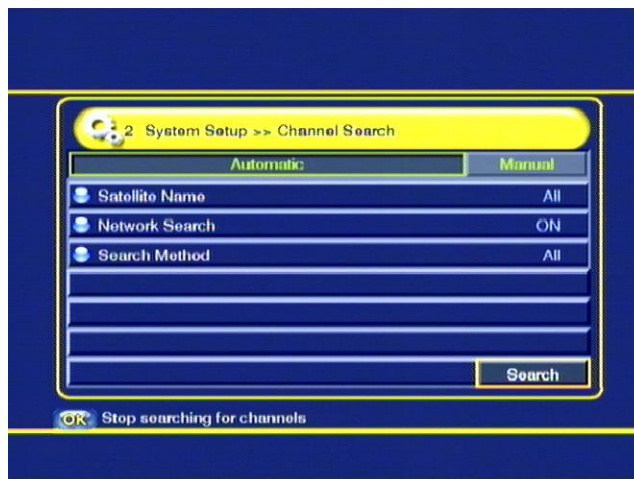 2 System Setup >> Channel Search
Automatic Manual
Satellite Name All
Network Search ON
Search Method All
Search
OK Stop searching for channels